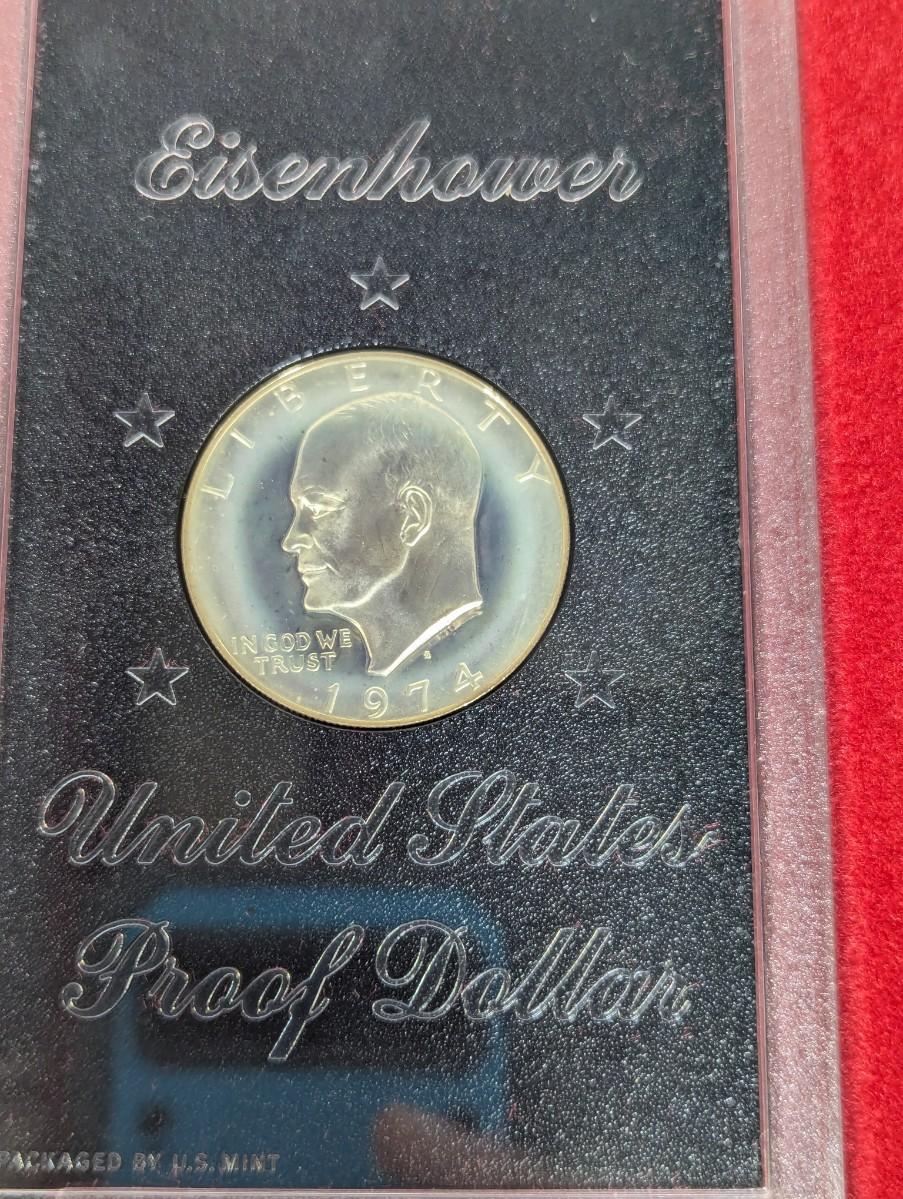 Eisenhower
LIBERTY
IN GOD WE
TRUST
S
1974
United States
Proof Dollar
PACKAGED BY U.S. MINT